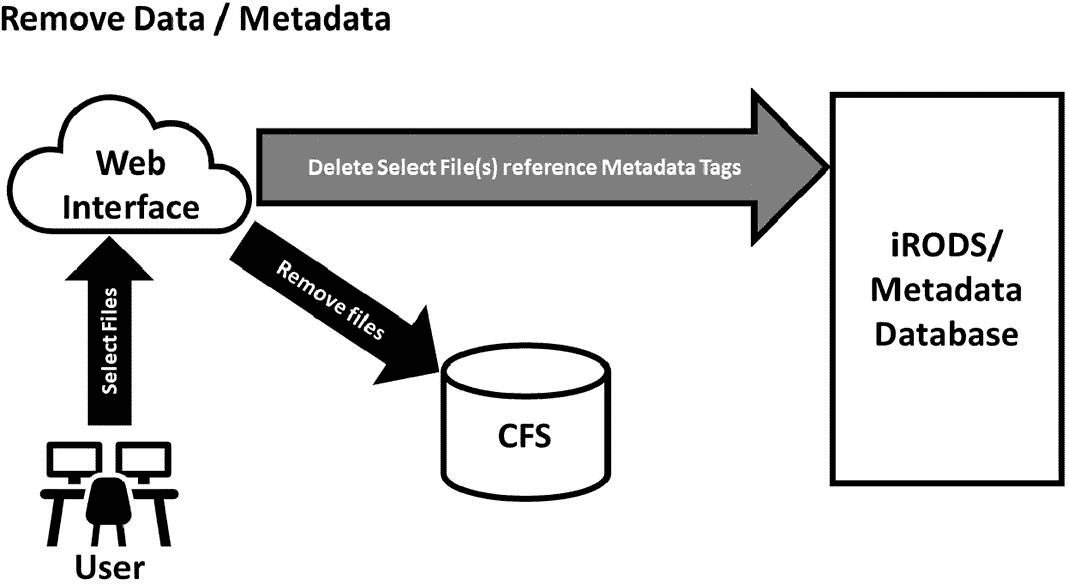 Remove Data / Metadata
Web
Interface
Delete Select File(s) reference Metadata Tags
iRODS/
Metadata
Database
Remove files
Select Files
CFS
User